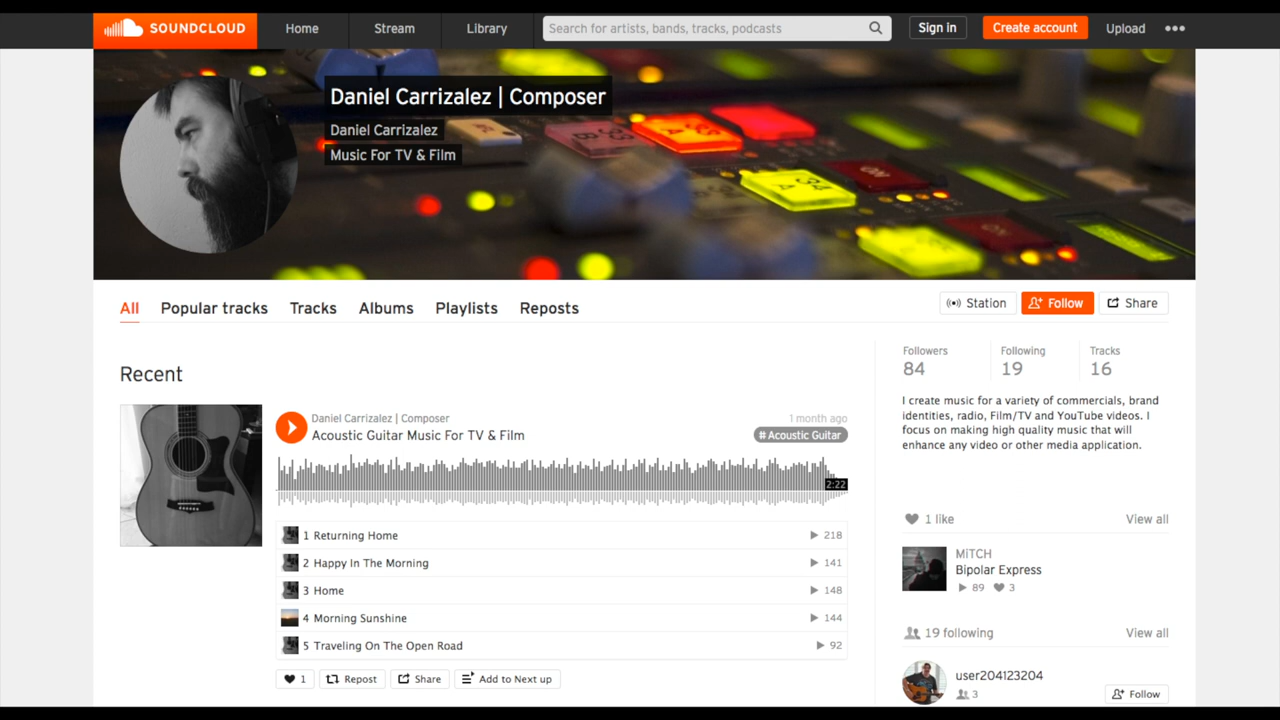 SOUNDCLOUD
Home
Stream
Library
Search for artists, bands, tracks, podcasts
Sign in
Create account
Upload
Daniel Carrizalez | Composer
Daniel Carrizalez
Music For TV & Film
All
Popular tracks
Tracks
Albums
Playlists
Reposts
Station
Follow
Share
Recent
Daniel Carrizalez | Composer
1 month ago
Acoustic Guitar Music For TV & Film
# Acoustic Guitar
2:22
1 Returning Home
218
2 Happy In The Morning
141
3 Home
148
4 Morning Sunshine
144
5 Traveling On The Open Road
92
1
Repost
Share
Add to Next up
Followers
84
Following
19
Tracks
16
I create music for a variety of commercials, brand
identities, radio, Film/TV and YouTube videos. I
focus on making high quality music that will
enhance any video or other media application.
1 like
View all
MiTCH
Bipolar Express
89
3
19 following
View all
user204123204
3
Follow